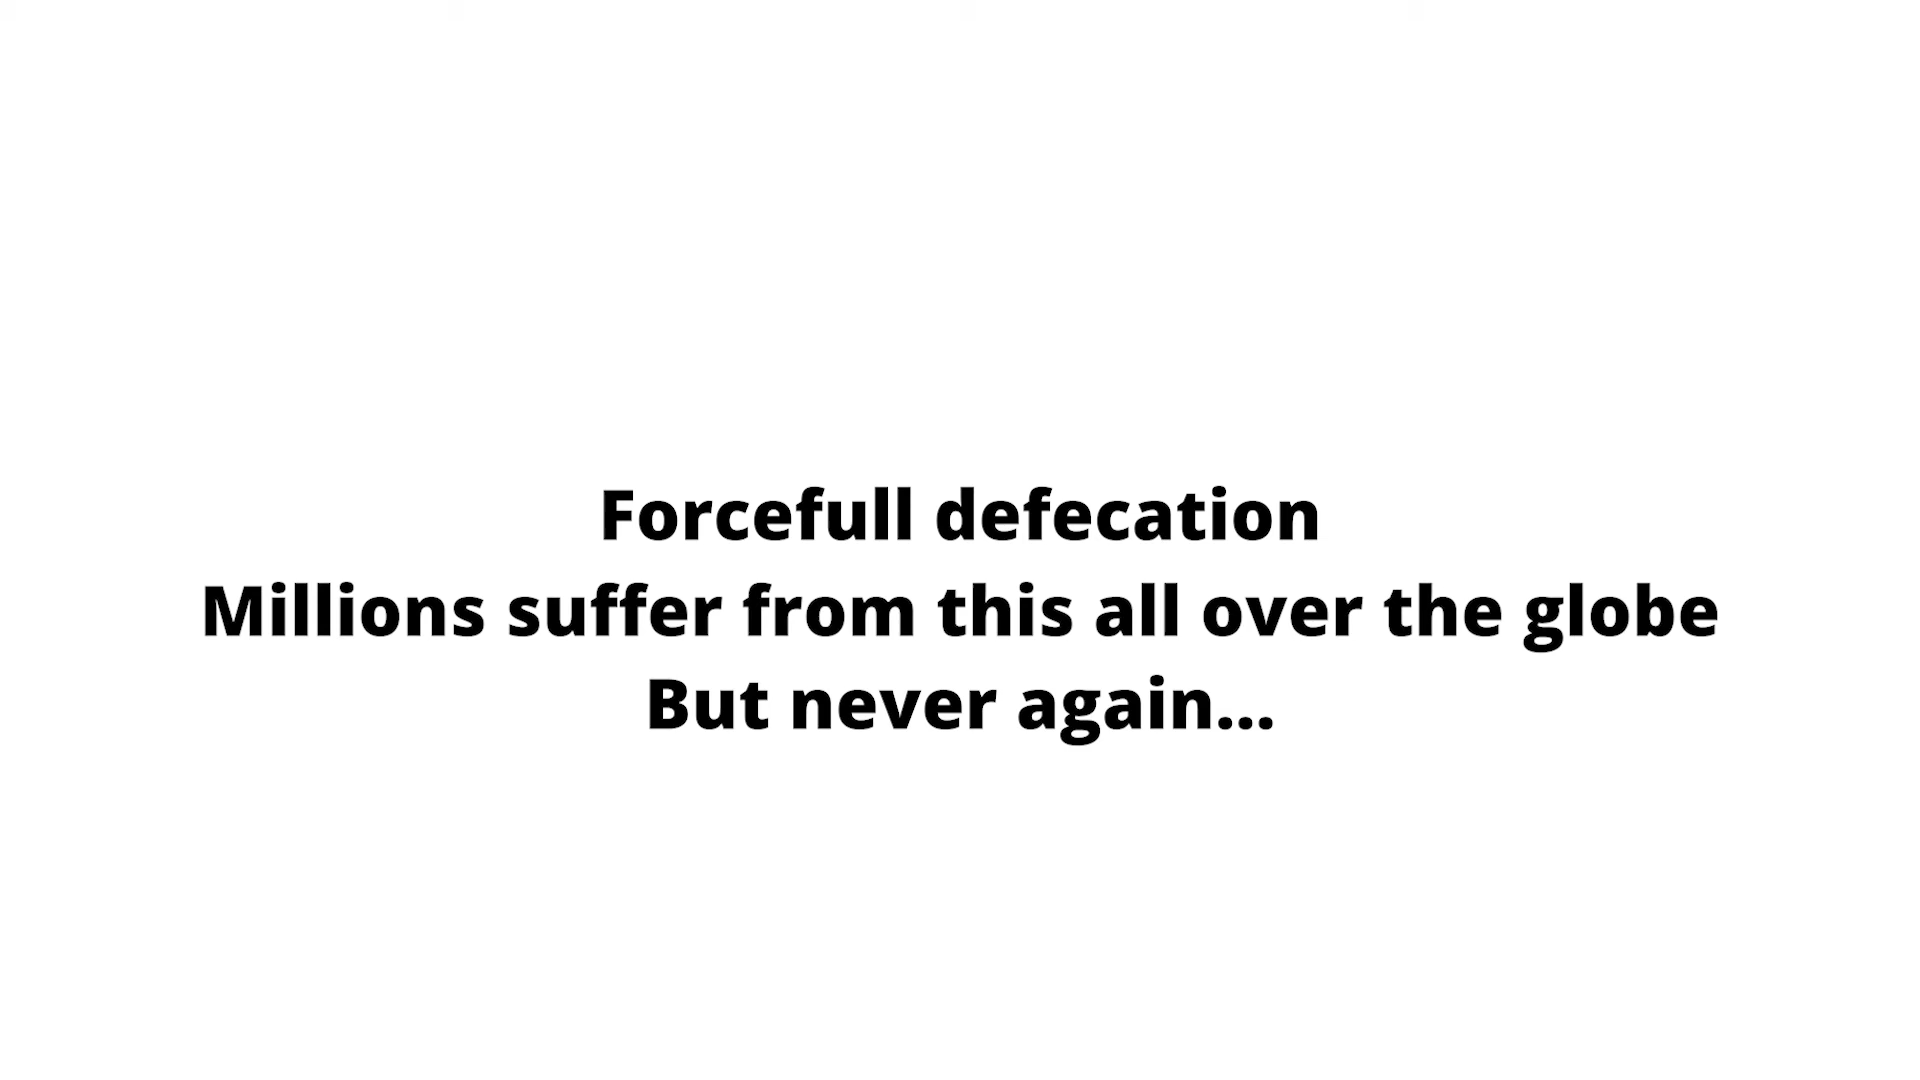 Forcefull defecation
Millions suffer from this all over the globe
But never again...